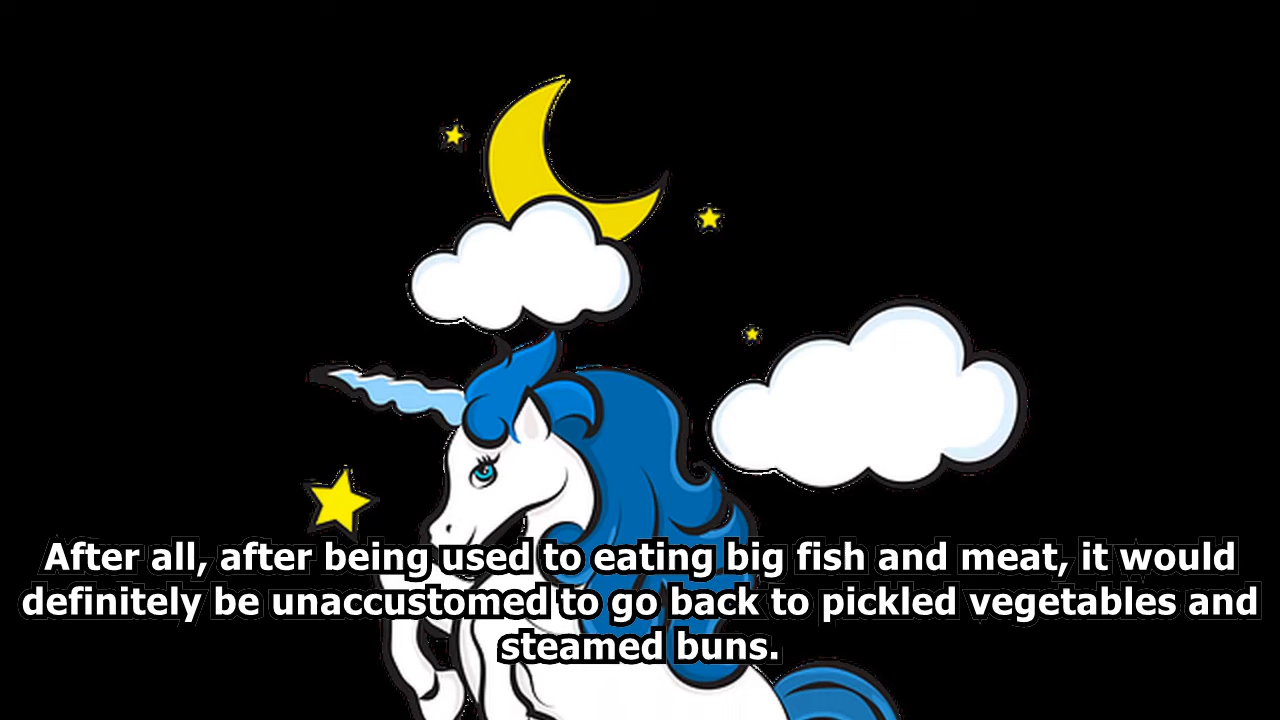 After all, after being used to eating big fish and meat, it would
definitely be unaccustomed to go back to pickled vegetables and
steamed buns.